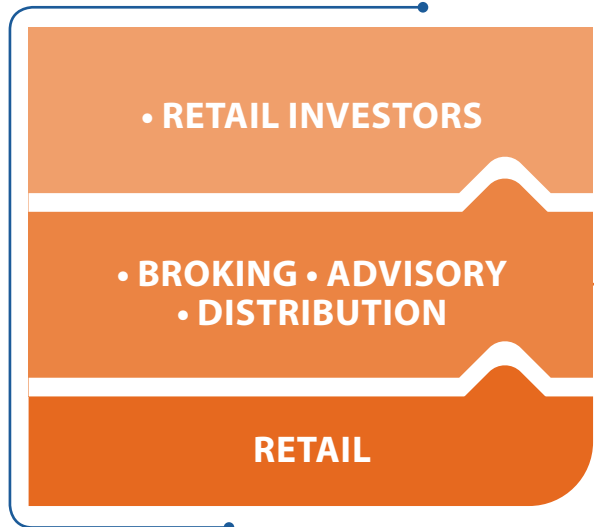 • RETAIL INVESTORS
• BROKING • ADVISORY
• DISTRIBUTION
RETAIL